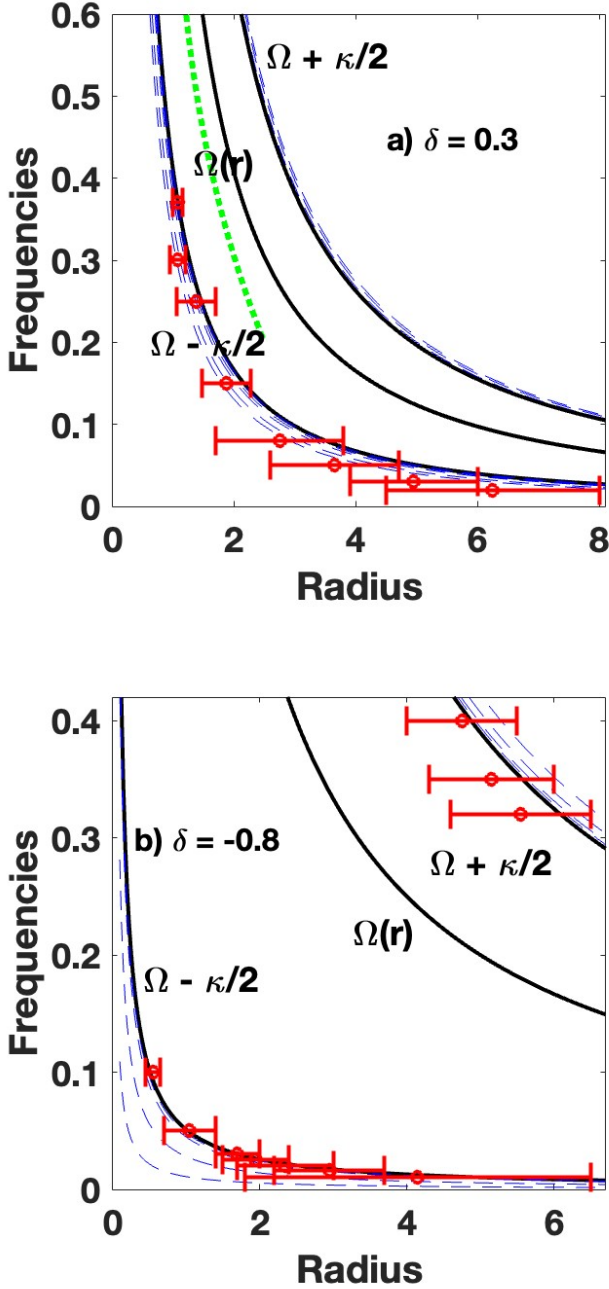 0.6
Ω + κ/2
0.5
a) δ = 0.3
Ω(r)
0.4
Frequencies
0.3
Ω - κ/2
0.2
0.1
0
0 2 4 6 8
Radius
0.4
b) δ = -0.8
0.3
Ω + κ/2
Ω(r)
Frequencies
0.2
Ω - κ/2
0.1
0
0 2 4 6
Radius